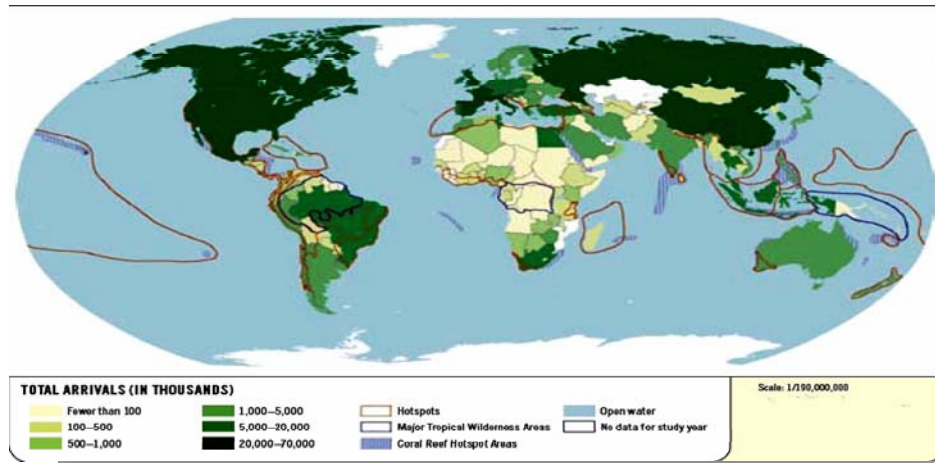 TOTAL ARRIVALS (IN THOUSANDS)
Fewer than 100
100–500
500–1,000
1,000–5,000
5,000–20,000
20,000–70,000
Hotspots
Major Tropical Wilderness Areas
Coral Reef Hotspot Areas
Open water
No data for study year
Scale: 1/190,000,000